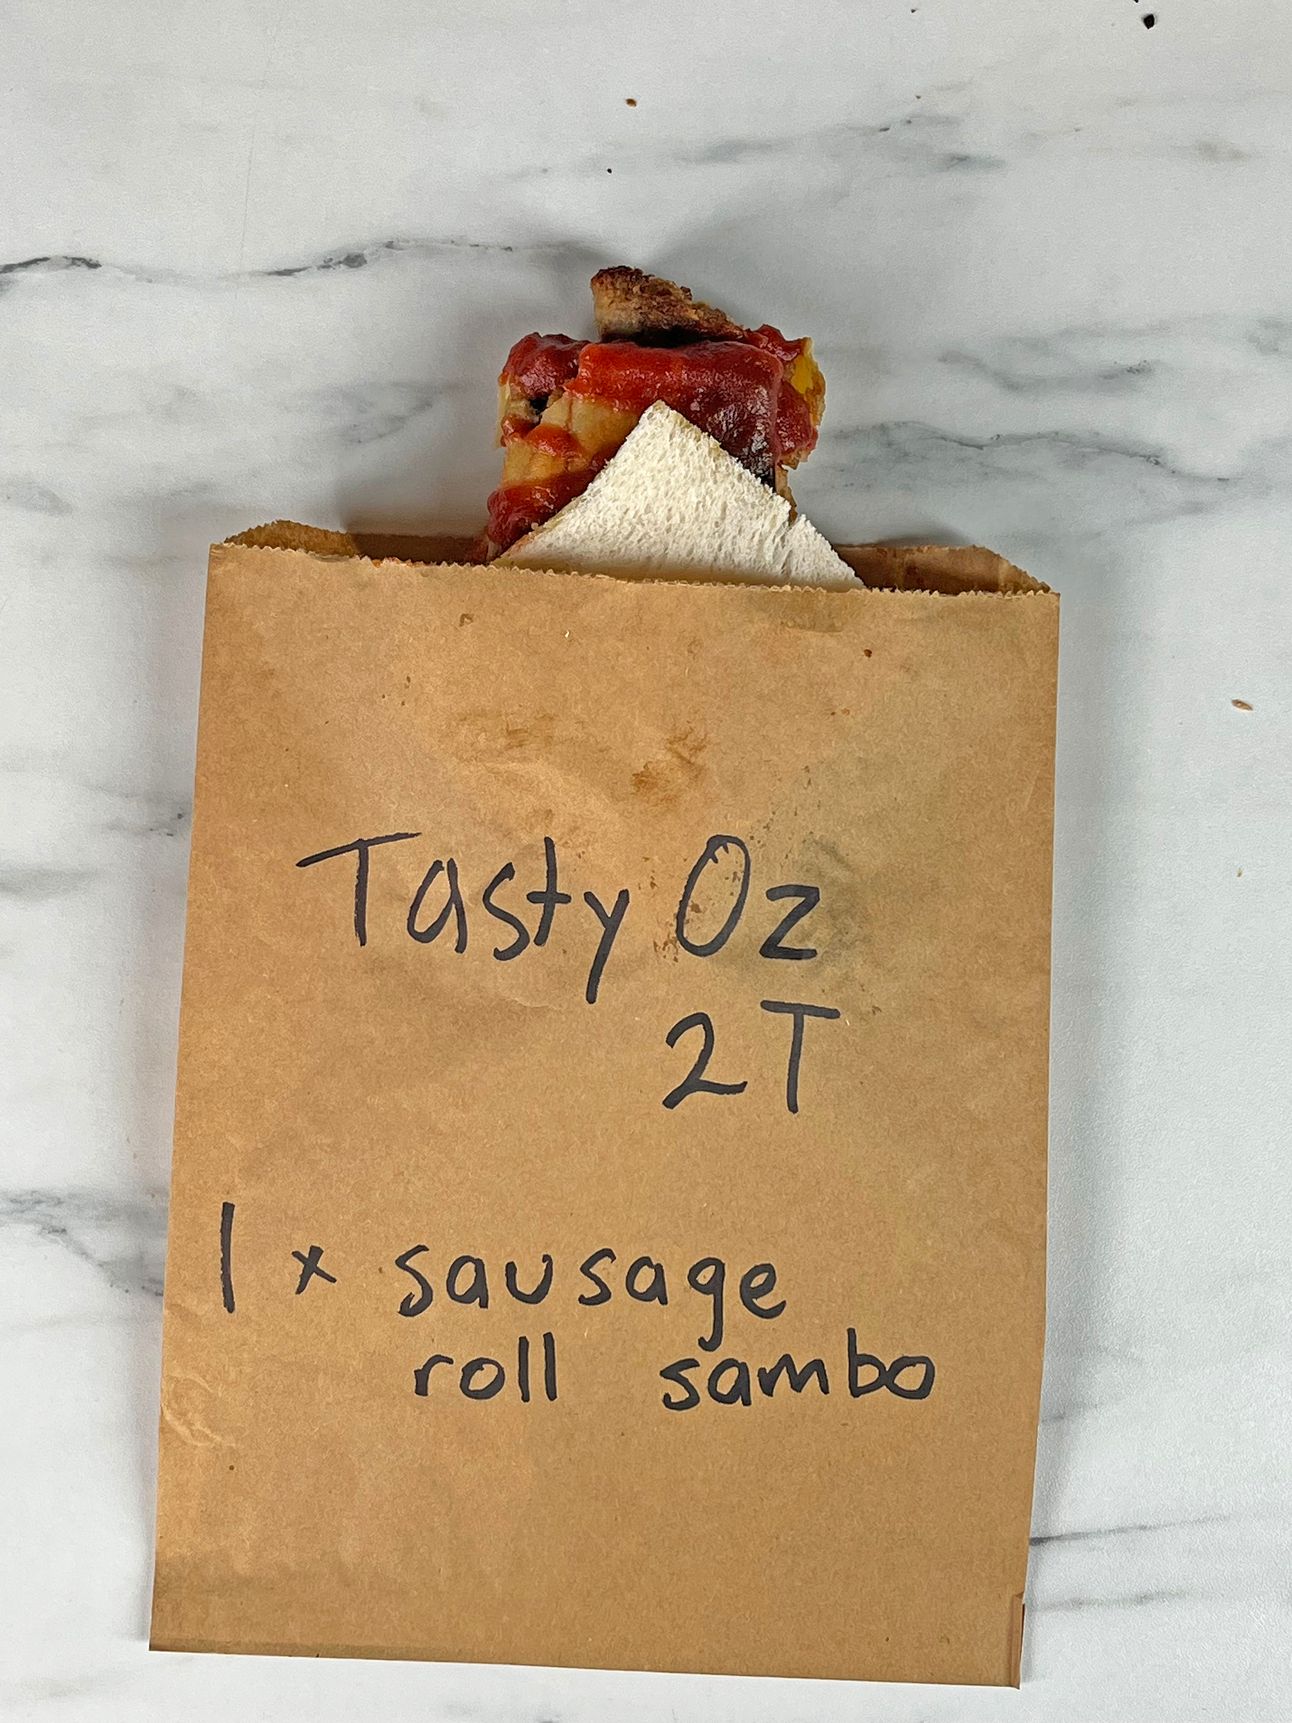 Tasty Oz
2T
1 x sausage
roll sambo